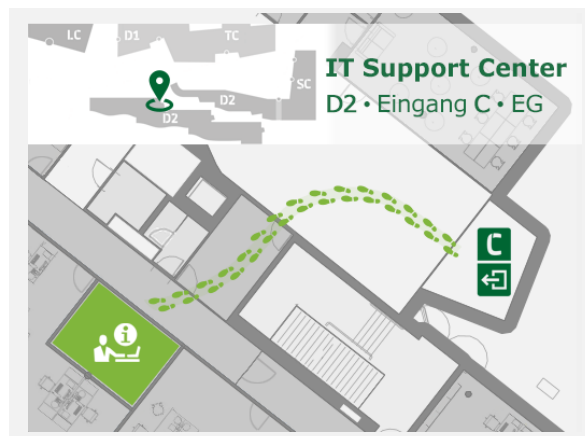 LC
D1
TC
SC
D2
D2
IT Support Center
D2 • Eingang C • EG
C
i